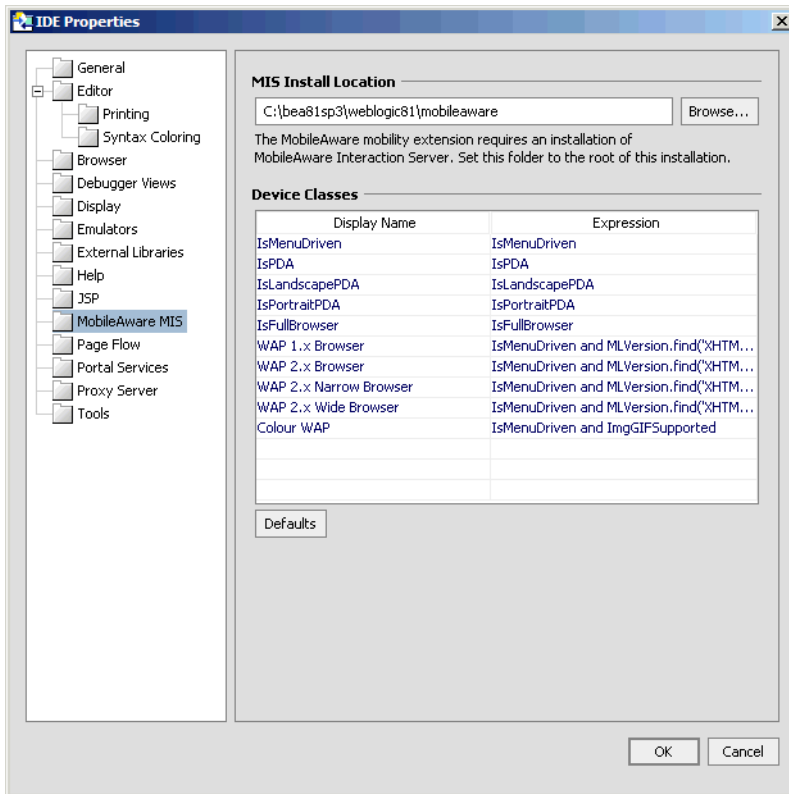 IDE Properties
General
Editor
Printing
Syntax Coloring
Browser
Debugger Views
Display
Emulators
External Libraries
Help
JSP
MobileAware MIS
Page Flow
Portal Services
Proxy Server
Tools
MIS Install Location
C:\bea81sp3\weblogic81\mobileaware Browse...
The MobileAware mobility extension requires an installation of
MobileAware Interaction Server. Set this folder to the root of this installation.
Device Classes
Display Name Expression
IsMenuDriven IsMenuDriven
IsPDA IsPDA
IsLandscapePDA IsLandscapePDA
IsPortraitPDA IsPortraitPDA
IsFullBrowser IsFullBrowser
WAP 1.x Browser IsMenuDriven and MLVersion.find('XHTM...
WAP 2.x Browser IsMenuDriven and MLVersion.find('XHTM...
WAP 2.x Narrow Browser IsMenuDriven and MLVersion.find('XHTM...
WAP 2.x Wide Browser IsMenuDriven and MLVersion.find('XHTM...
Colour WAP IsMenuDriven and ImgGIFSupported
Defaults
OK Cancel